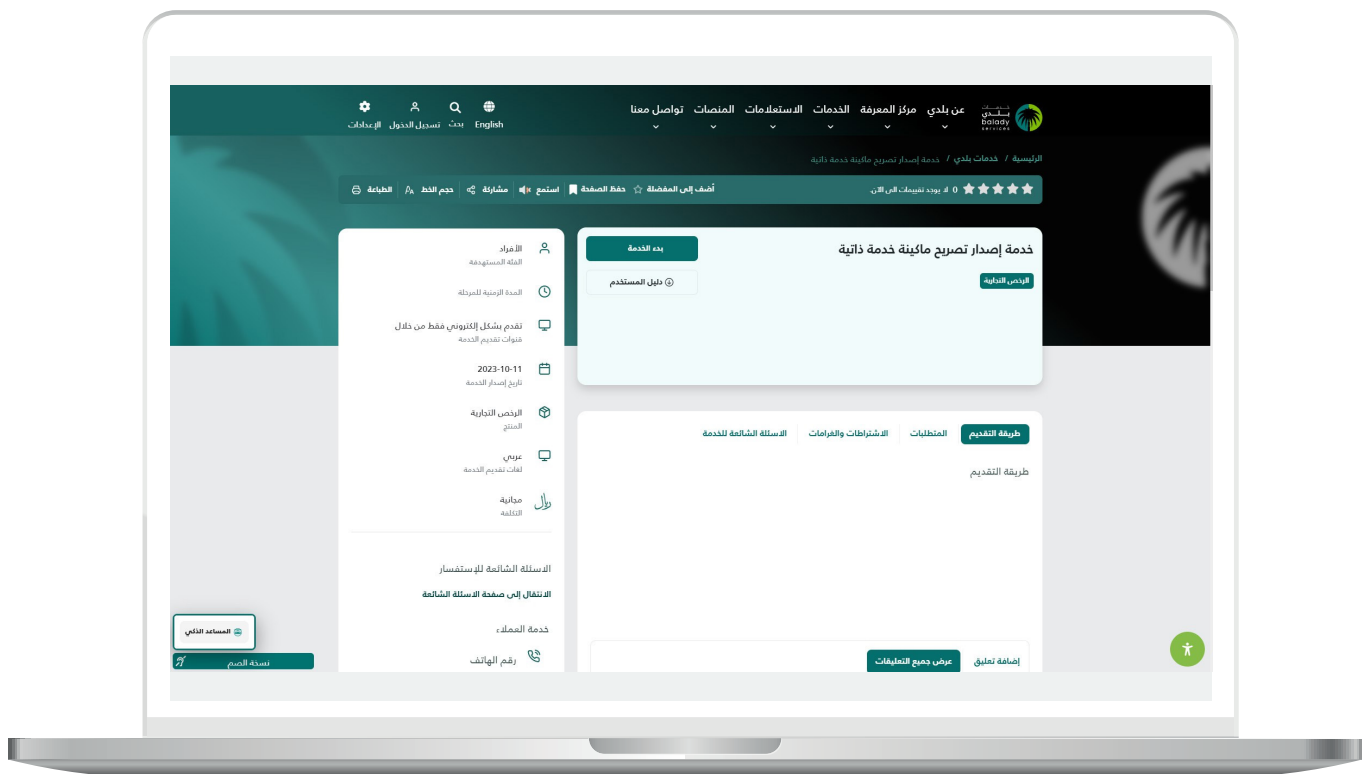 خدمات
بلدي
balady
services
عن بلدي مركز المعرفة الخدمات الاستعلامات المنصات تواصل معنا
English بحث تسجيل الدخول الإعدادات
الرئيسية / خدمات بلدي / خدمة إصدار تصريح ماكينة خدمة ذاتية
0 لا يوجد تقييمات الى الآن.
أضف إلى المفضلة حفظ الصفحة استمع مشاركة حجم الخط الطباعة
خدمة إصدار تصريح ماكينة خدمة ذاتية
الرخص التجارية
بدء الخدمة
دليل المستخدم
الأفراد
الفئة المستهدفة
المدة الزمنية للمرحلة
تقدم بشكل إلكتروني فقط من خلال
قنوات تقديم الخدمة
2023-10-11
تاريخ إصدار الخدمة
الرخص التجارية
المنتج
عربي
لغات تقديم الخدمة
ريال
مجانية
التكلفة
طريقة التقديم المتطلبات الاشتراطات والغرامات الاسئلة الشائعة للخدمة
طريقة التقديم
الاسئلة الشائعة للإستفسار
الانتقال إلى صفحة الاسئلة الشائعة
خدمة العملاء
رقم الهاتف
إضافة تعليق عرض جميع التعليقات
المساعد الذكي
نسخة الصم